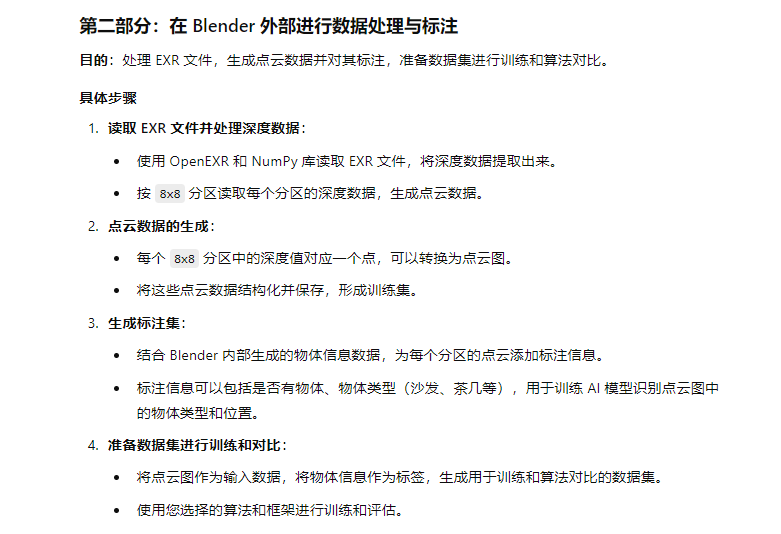 第二部分：在 Blender 外部进行数据处理与标注
目的：处理 EXR 文件，生成点云数据并对其标注，准备数据集进行训练和算法对比。
具体步骤
1. 读取 EXR 文件并处理深度数据：
• 使用 OpenEXR 和 NumPy 库读取 EXR 文件，将深度数据提取出来。
• 按 8x8 分区读取每个分区的深度数据，生成点云数据。
2. 点云数据的生成：
• 每个 8x8 分区中的深度值对应一个点，可以转换为点云图。
• 将这些点云数据结构化并保存，形成训练集。
3. 生成标注集：
• 结合 Blender 内部生成的物体信息数据，为每个分区的点云添加标注信息。
• 标注信息可以包括是否有物体、物体类型（沙发、茶几等），用于训练 AI 模型识别点云图中
的物体类型和位置。
4. 准备数据集进行训练和对比：
• 将点云图作为输入数据，将物体信息作为标签，生成用于训练和算法对比的数据集。
• 使用您选择的算法和框架进行训练和评估。